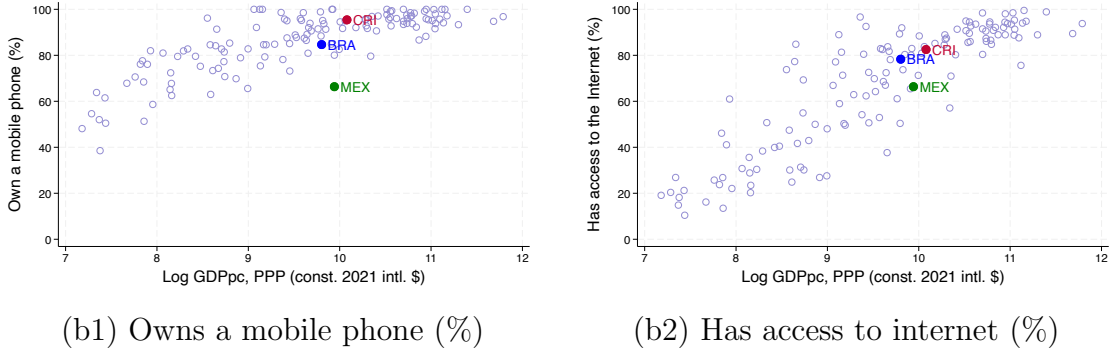 Own a mobile phone (%)
100
80
60
40
20
0
CRI
BRA
MEX
7 8 9 10 11 12
Log GDPpc, PPP (const. 2021 intl. $)
(b1) Owns a mobile phone (%)
Has access to the Internet (%)
100
80
60
40
20
0
CRI
BRA
MEX
7 8 9 10 11 12
Log GDPpc, PPP (const. 2021 intl. $)
(b2) Has access to internet (%)